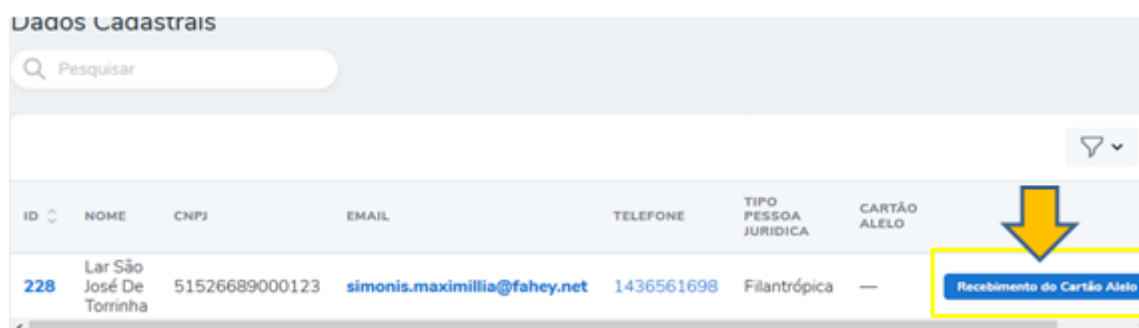 Dados Cadastrais
Pesquisar
ID NOME CNPJ EMAIL TELEFONE TIPO PESSOA JURIDICA CARTÃO ALELO
228 Lar São José De Torrinha 51526689000123 simonis.maximillia@fahey.net 1436561698 Filantrópica — Recebimento do Cartão Alelo